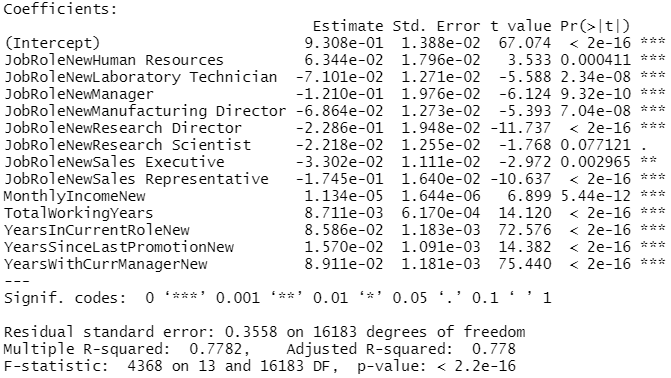 Coefficients:
                               Estimate Std. Error t value Pr(>|t|)
(Intercept)                   9.308e-01  1.388e-02  67.074  < 2e-16 ***
JobRoleNewHuman Resources     6.344e-02  1.796e-02   3.533 0.000411 ***
JobRoleNewLaboratory Technician  -7.101e-02  1.271e-02  -5.588 2.34e-08 ***
JobRoleNewManager            -1.210e-01  1.976e-02  -6.124 9.32e-10 ***
JobRoleNewManufacturing Director -6.864e-02  1.273e-02  -5.393 7.04e-08 ***
JobRoleNewResearch Director  -2.286e-01  1.948e-02 -11.737  < 2e-16 ***
JobRoleNewResearch Scientist -2.218e-02  1.255e-02  -1.768 0.077121 .
JobRoleNewSales Executive    -3.302e-02  1.111e-02  -2.972 0.002965 **
JobRoleNewSales Representative   -1.745e-01  1.640e-02 -10.637  < 2e-16 ***
MonthlyIncomeNew              1.134e-05  1.644e-06   6.899 5.44e-12 ***
TotalWorkingYears             8.711e-03  6.170e-04  14.120  < 2e-16 ***
YearsInCurrentRoleNew         8.586e-02  1.183e-03  72.576  < 2e-16 ***
YearsSinceLastPromotionNew    1.570e-02  1.091e-03  14.382  < 2e-16 ***
YearsWithCurrManagerNew       8.911e-02  1.181e-03  75.440  < 2e-16 ***
---
Signif. codes:  0 ‘***’ 0.001 ‘**’ 0.01 ‘*’ 0.05 ‘.’ 0.1 ‘ ’ 1
Residual standard error: 0.3558 on 16183 degrees of freedom
Multiple R-squared:  0.7782,    Adjusted R-squared:  0.778
F-statistic:  4368 on 13 and 16183 DF,  p-value: < 2.2e-16